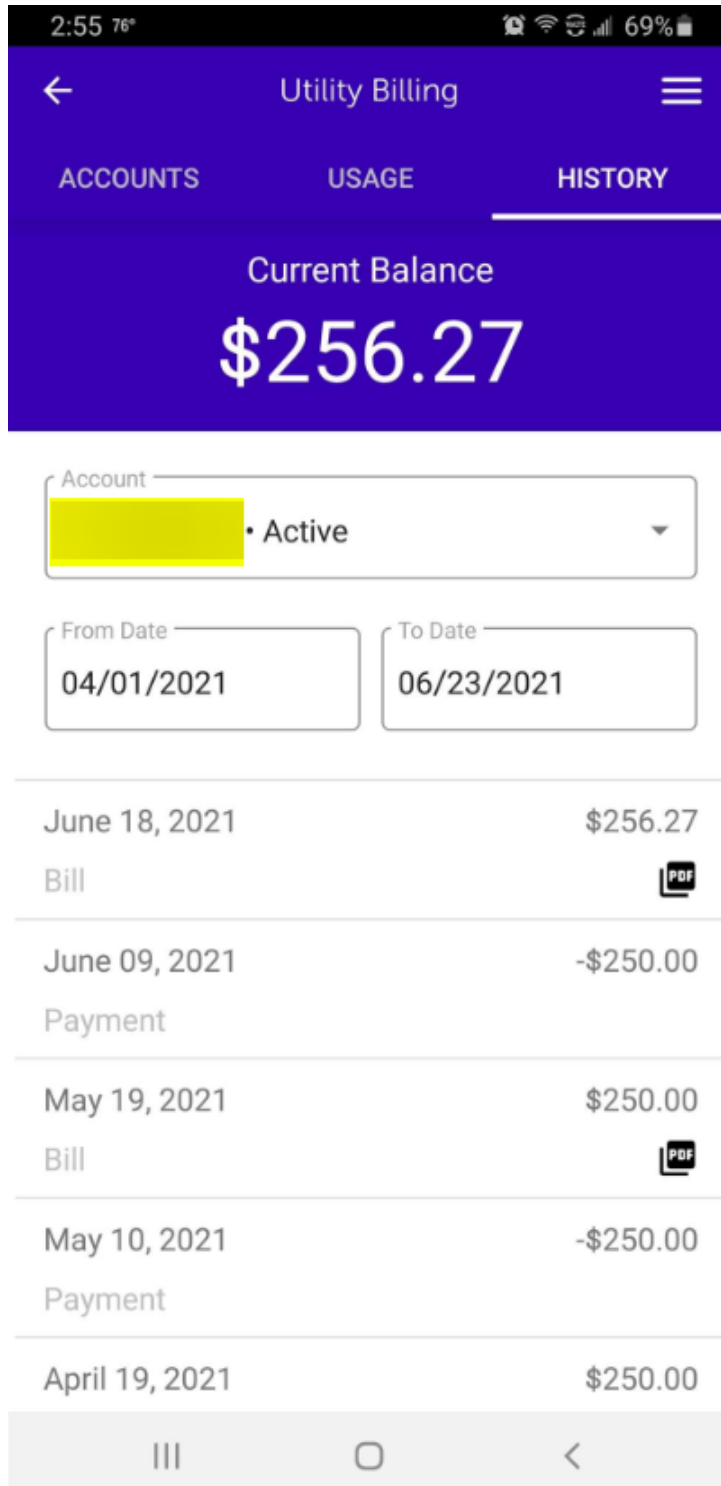 2:55 76° 69%
Utility Billing
ACCOUNTS USAGE HISTORY
Current Balance
$256.27
Account
• Active
From Date To Date
04/01/2021 06/23/2021
June 18, 2021 $256.27
Bill PDF
June 09, 2021 -$250.00
Payment
May 19, 2021 $250.00
Bill PDF
May 10, 2021 -$250.00
Payment
April 19, 2021 $250.00